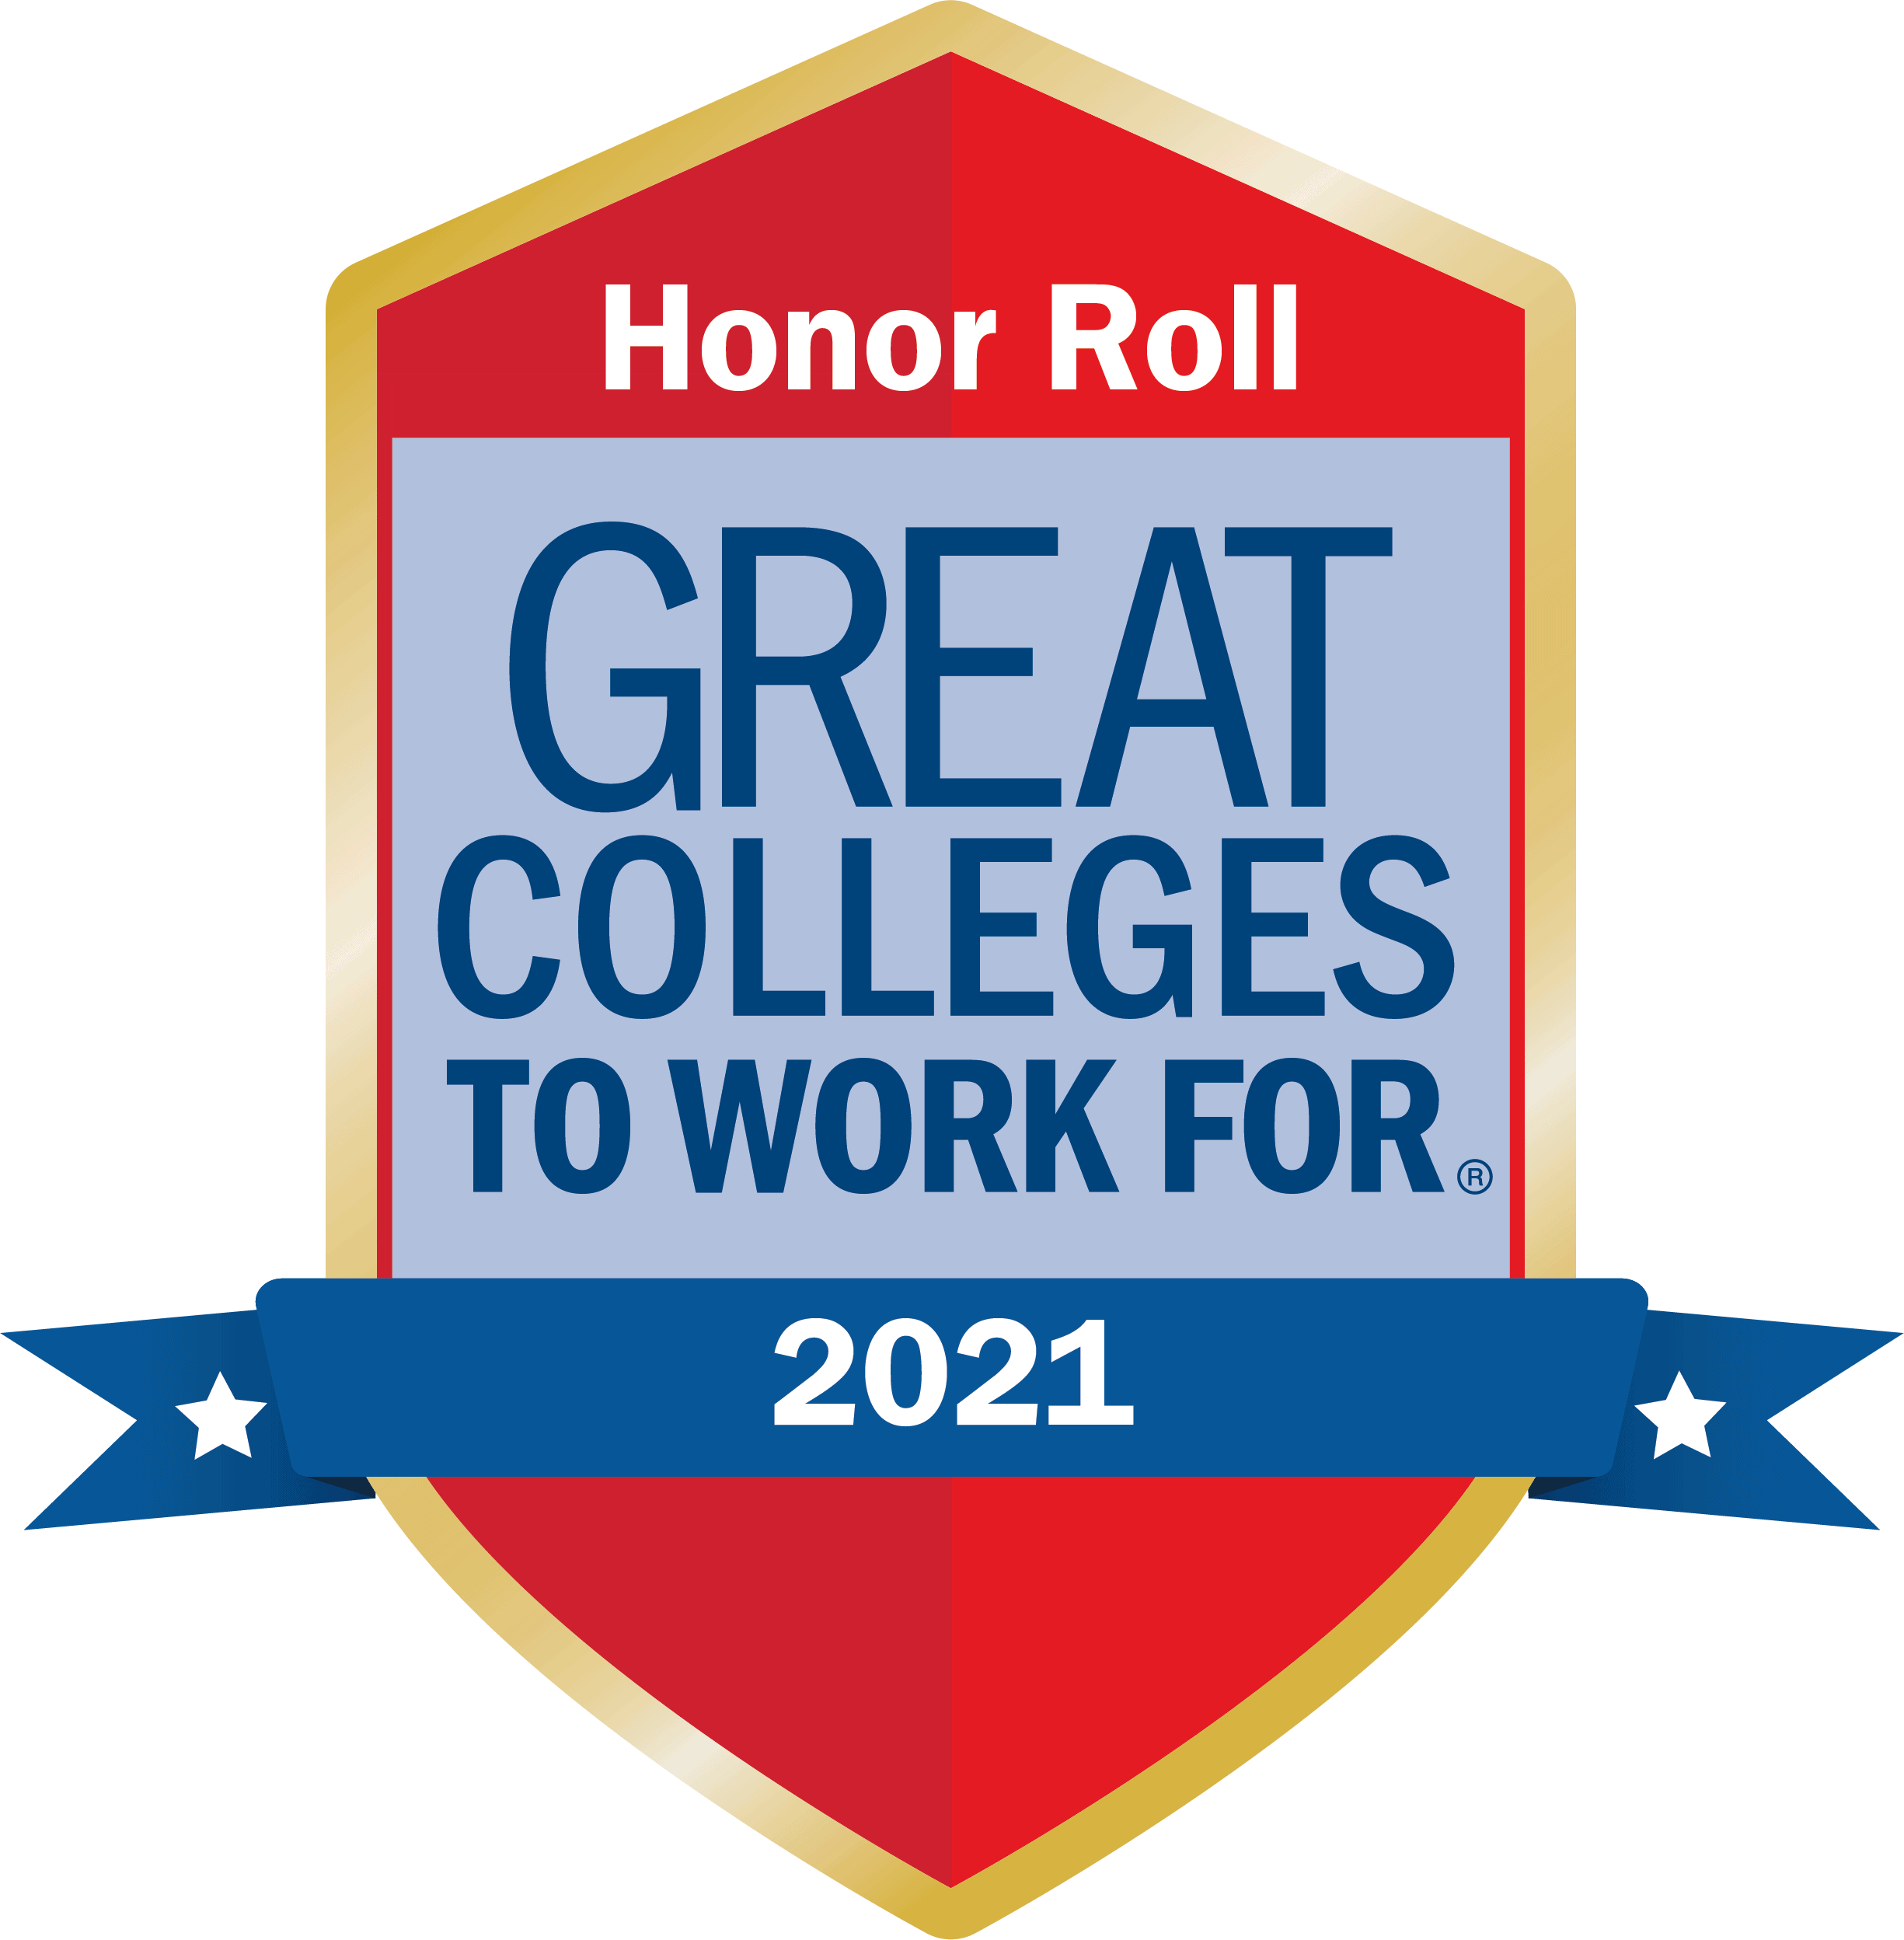 Honor Roll
GREAT
COLLEGES
TO WORK FOR®
2021